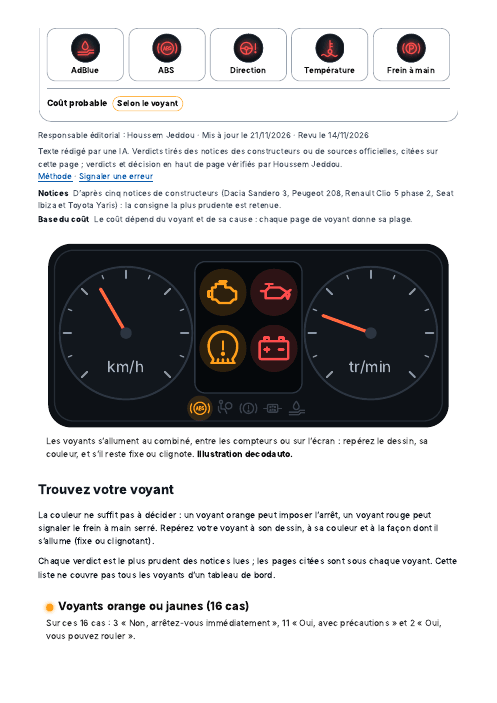 AdBlue
ABS
Direction
Température
Frein à main
Coût probable Selon le voyant
Responsable éditorial : Houssem Jeddou · Mis à jour le 21/11/2026 · Revu le 14/11/2026
Texte rédigé par une IA. Verdicts tirés des notices des constructeurs ou de sources officielles, citées sur
cette page ; verdicts et décision en haut de page vérifiés par Houssem Jeddou.
Méthode · Signaler une erreur
Notices D'après cinq notices de constructeurs (Dacia Sandero 3, Peugeot 208, Renault Clio 5 phase 2, Seat
Ibiza et Toyota Yaris) : la consigne la plus prudente est retenue.
Base du coût Le coût dépend du voyant et de sa cause : chaque page de voyant donne sa plage.
km/h
tr/min
ABS
Les voyants s'allument au combiné, entre les compteurs ou sur l'écran : repérez le dessin, sa
couleur, et s'il reste fixe ou clignote. Illustration decodauto.
Trouvez votre voyant
La couleur ne suffit pas à décider : un voyant orange peut imposer l'arrêt, un voyant rouge peut
signaler le frein à main serré. Repérez votre voyant à son dessin, à sa couleur et à la façon dont il
s'allume (fixe ou clignotant).
Chaque verdict est le plus prudent des notices lues ; les pages citées sont sous chaque voyant. Cette
liste ne couvre pas tous les voyants d'un tableau de bord.
Voyants orange ou jaunes (16 cas)
Sur ces 16 cas : 3 « Non, arrêtez-vous immédiatement », 11 « Oui, avec précautions » et 2 « Oui,
vous pouvez rouler ».